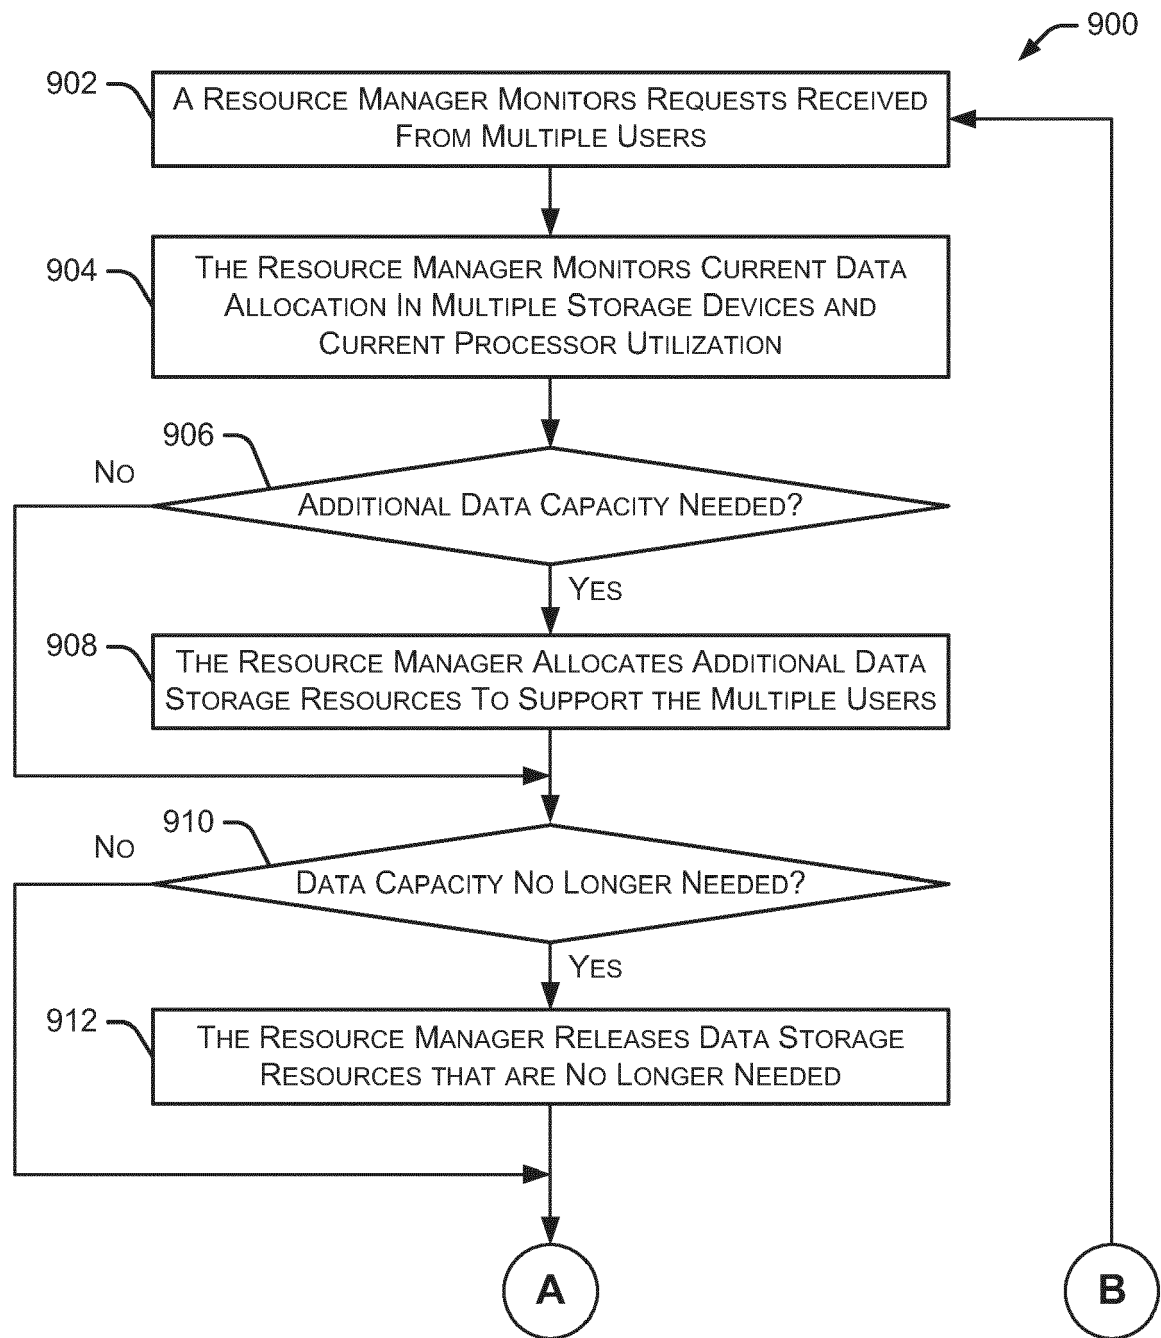 900
902
A RESOURCE MANAGER MONITORS REQUESTS RECEIVED
FROM MULTIPLE USERS
904
THE RESOURCE MANAGER MONITORS CURRENT DATA
ALLOCATION IN MULTIPLE STORAGE DEVICES AND
CURRENT PROCESSOR UTILIZATION
906
NO
ADDITIONAL DATA CAPACITY NEEDED?
YES
908
THE RESOURCE MANAGER ALLOCATES ADDITIONAL DATA
STORAGE RESOURCES TO SUPPORT THE MULTIPLE USERS
910
NO
DATA CAPACITY NO LONGER NEEDED?
YES
912
THE RESOURCE MANAGER RELEASES DATA STORAGE
RESOURCES THAT ARE NO LONGER NEEDED
A
B